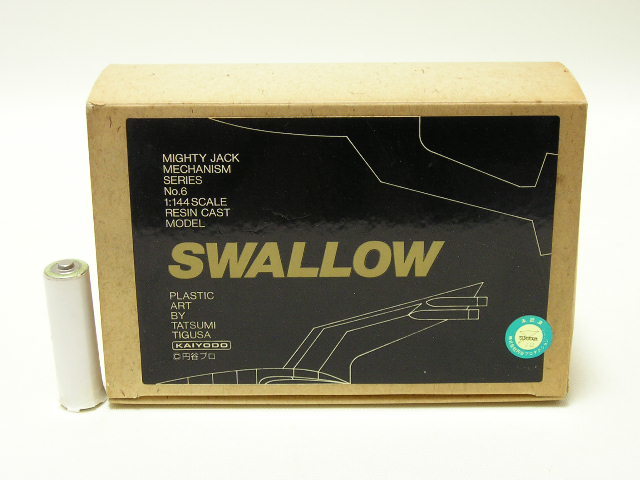 MIGHTY JACK
MECHANISM
SERIES
No.6
1:144 SCALE
RESIN CAST
MODEL
SWALLOW
PLASTIC
ART
BY
TATSUMI
TIGUSA
KAIYODO
©円谷プロ